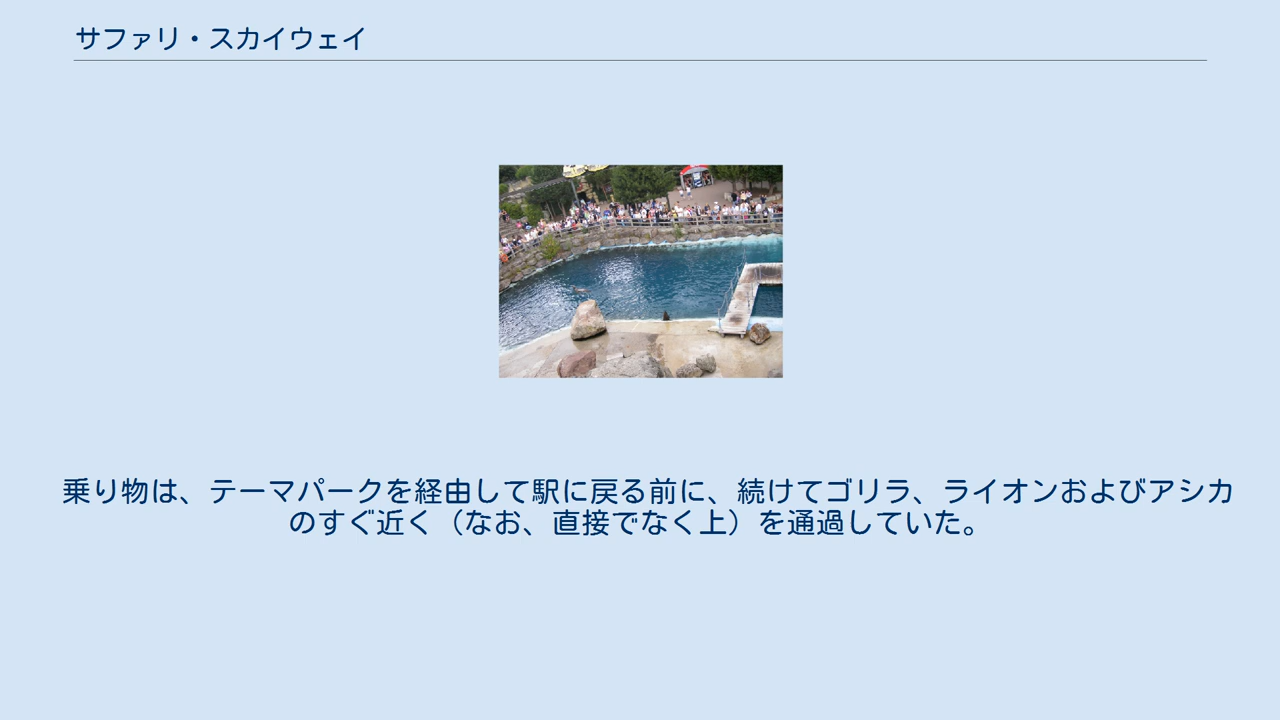 サファリ・スカイウェイ
乗り物は、テーマパークを経由して駅に戻る前に、続けてゴリラ、ライオンおよびアシカ
のすぐ近く（なお、直接でなく上）を通過していた。